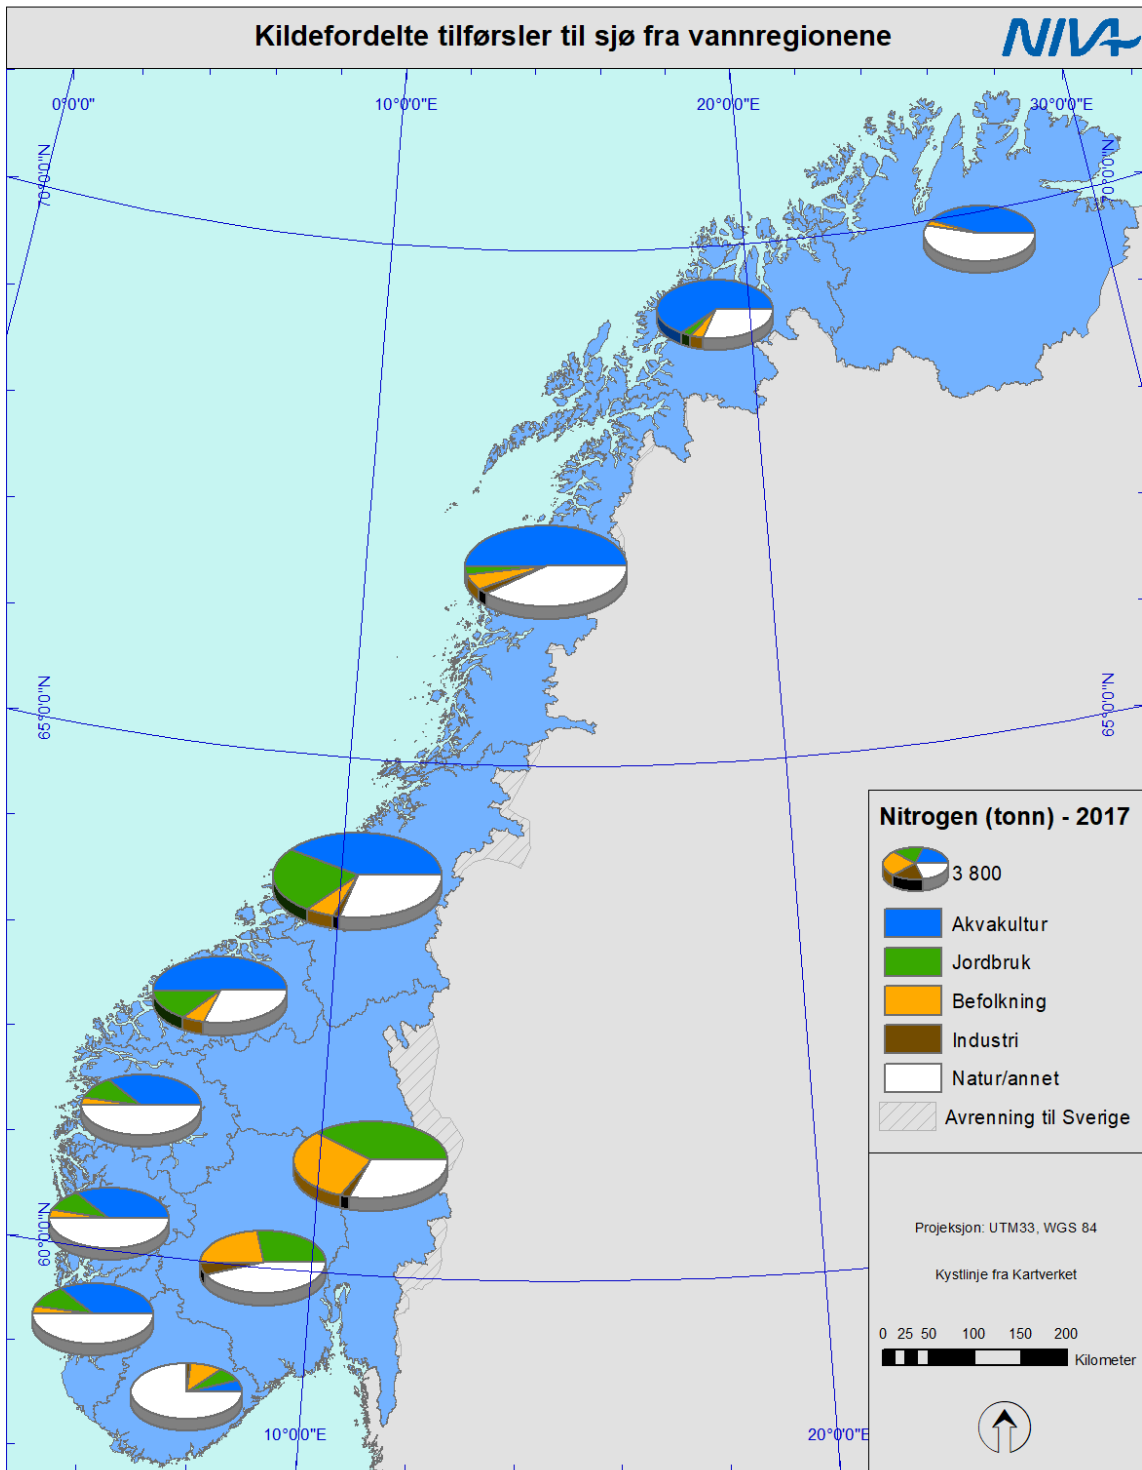 Kildefordelte tilførsler til sjø fra vannregionene
NIVA
0°0'0"
10°0'0"E
20°0'0"E
30°0'0"E
70°0'0"N
70°0'0"N
65°0'0"N
65°0'0"N
60°0'0"N
10°0'0"E
20°0'0"E
Nitrogen (tonn) - 2017
3 800
Akvakultur
Jordbruk
Befolkning
Industri
Natur/annet
Avrenning til Sverige
Projeksjon: UTM33, WGS 84
Kystlinje fra Kartverket
0 25 50 100 150 200
Kilometer